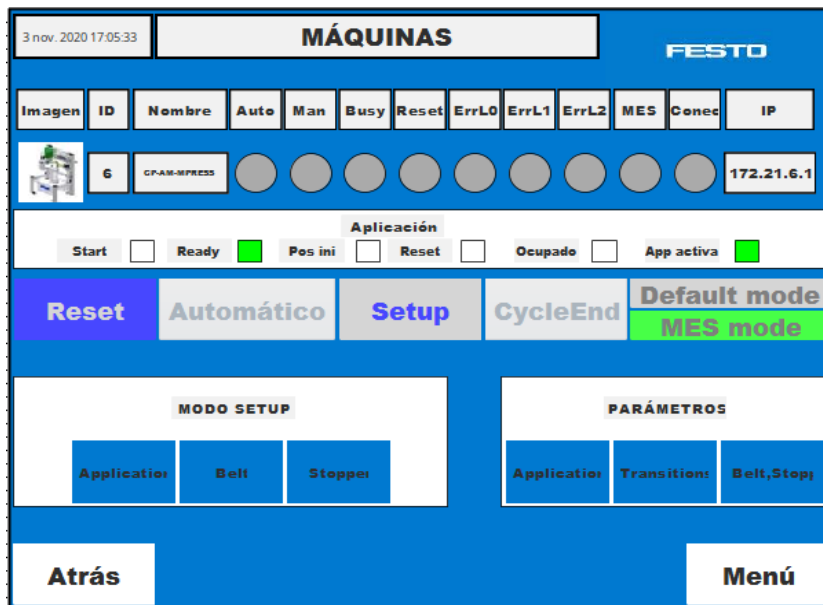 3 nov. 2020 17:05:33
MÁQUINAS
FESTO
Imagen ID Nombre Auto Man Busy Reset ErrL0 ErrL1 ErrL2 MES Conec IP
6 CP-AM-MPRESS 172.21.6.1
Aplicación
Start Ready Pos ini Reset Ocupado App activa
Reset Automático Setup CycleEnd Default mode
MES mode
MODO SETUP PARÁMETROS
Application Belt Stopper Application Transitions Belt,Stopp
Atrás Menú